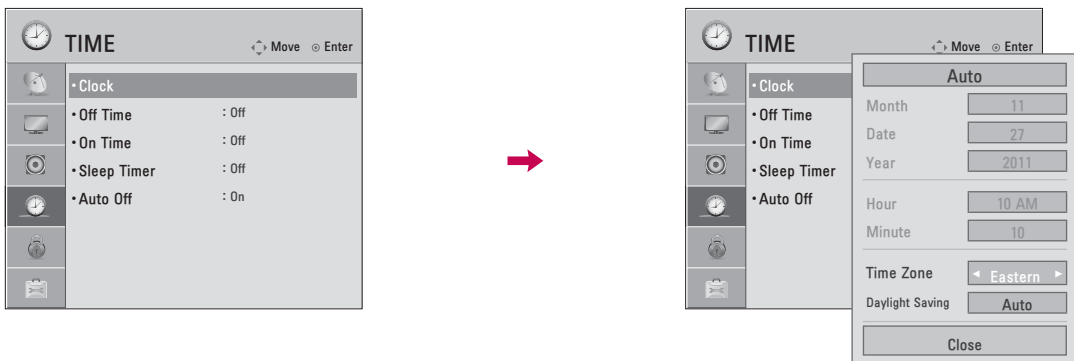 TIME
Move Enter
• Clock
• Off Time : Off
• On Time : Off
• Sleep Timer : Off
• Auto Off : On
TIME
Move Enter
• Clock
• Off Time
• On Time
• Sleep Timer
• Auto Off
Auto
Month 11
Date 27
Year 2011
Hour 10 AM
Minute 10
Time Zone ◄ Eastern ►
Daylight Saving Auto
Close